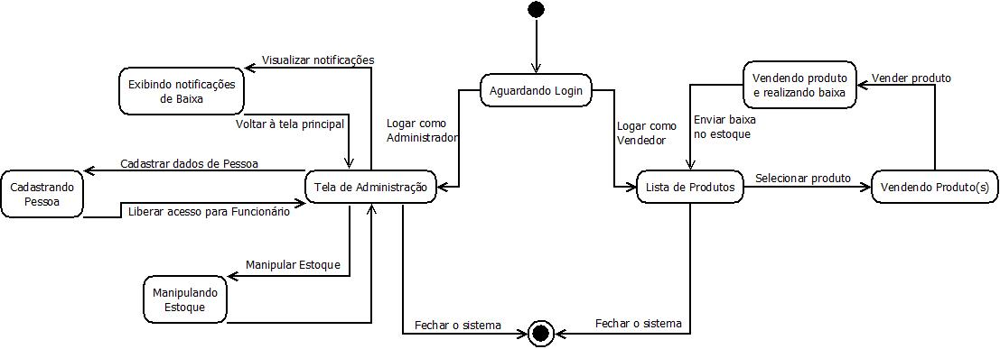 Visualizar notificações
Exibindo notificações
de Baixa
Voltar à tela principal
Aguardando Login
Logar como
Administrador
Logar como
Vendedor
Vendendo produto
e realizando baixa
Vender produto
Enviar baixa
no estoque
Cadastrar dados de Pessoa
Cadastrando
Pessoa
Liberar acesso para Funcionário
Tela de Administração
Lista de Produtos
Selecionar produto
Vendendo Produto(s)
Manipular Estoque
Manipulando
Estoque
Fechar o sistema
Fechar o sistema